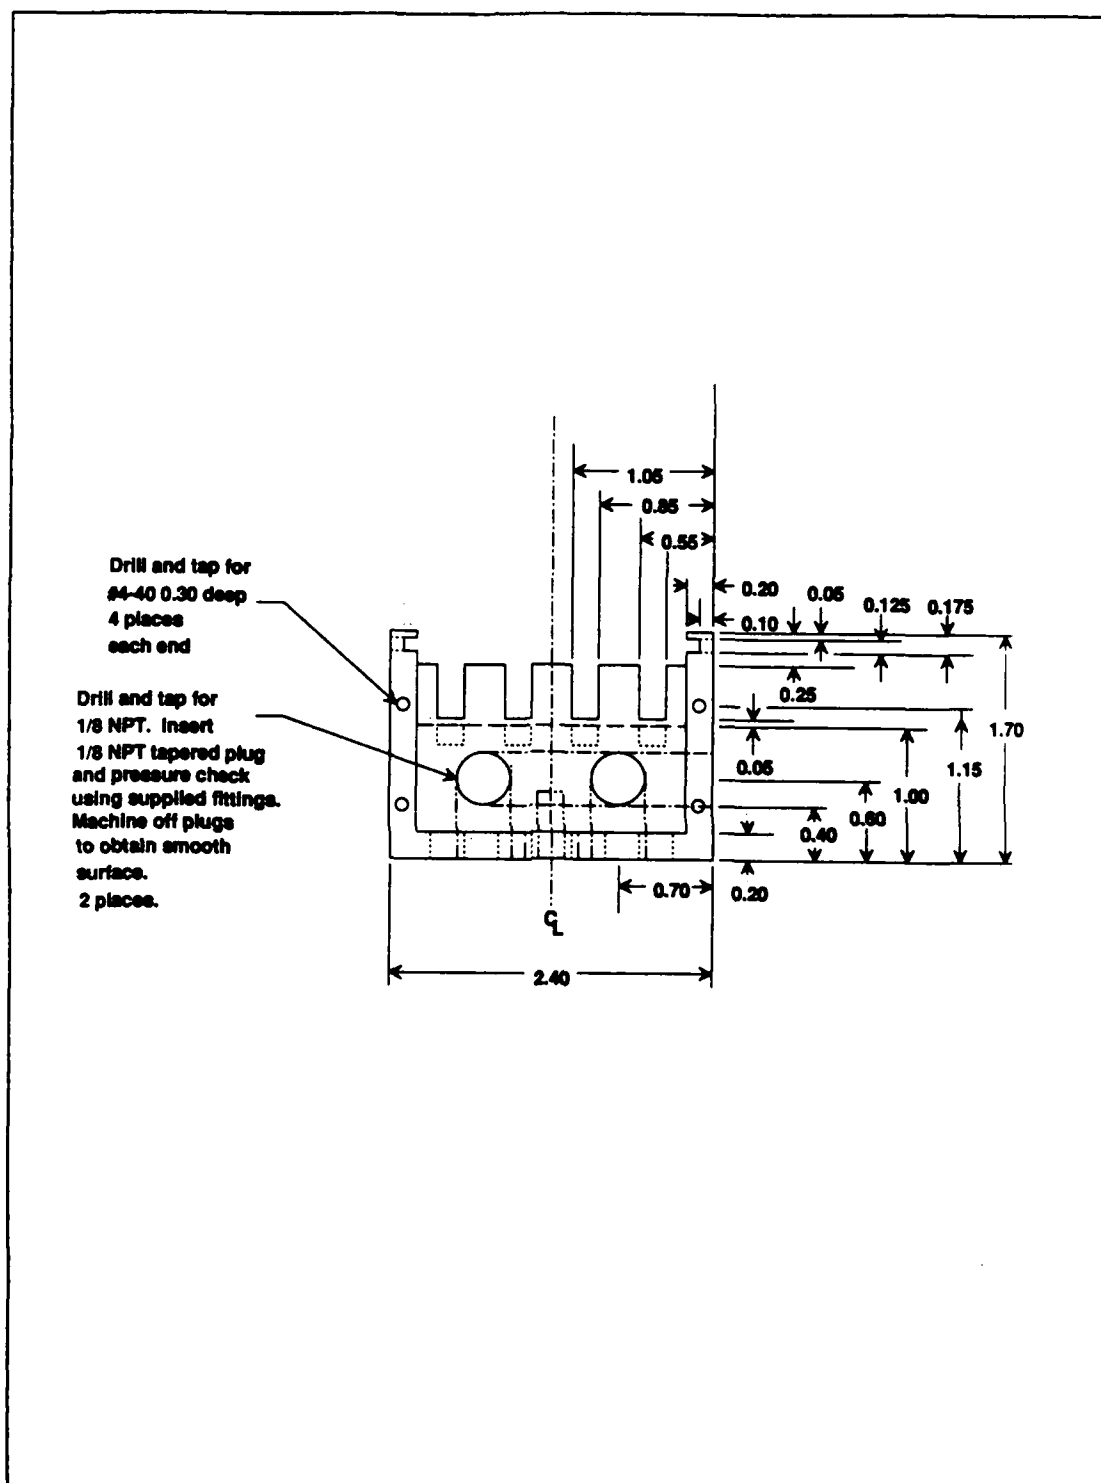 1.05
0.85
0.55
0.20
0.05
0.125
0.175
0.10
Drill and tap for
#4-40 0.30 deep
4 places
each end
0.25
1.70
Drill and tap for
1/8 NPT. Insert
1/8 NPT tapered plug
and pressure check
using supplied fittings.
Machine off plugs
to obtain smooth
surface.
2 places.
0.05
1.15
1.00
0.60
0.40
0.70
0.20
CL
2.40